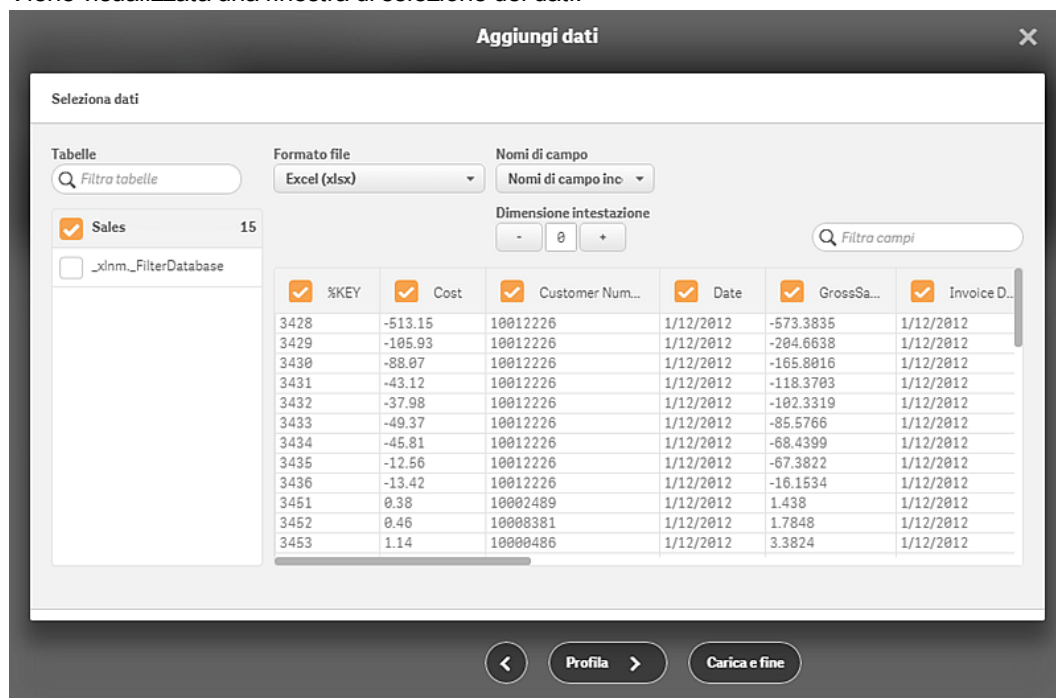 Viene visualizzata una finestra di selezione dei dati.
Aggiungi dati
Seleziona dati
Tabelle Formato file Nomi di campo
Filtra tabelle Excel (xlsx) Nomi di campo inc
Dimensione intestazione
Sales 15 - 0 + Filtra campi
_xlnm._FilterDatabase
%KEY Cost Customer Num... Date GrossSa... Invoice D...
3428 -513.15 10012226 1/12/2012 -573.3835 1/12/2012
3429 -105.93 10012226 1/12/2012 -204.6638 1/12/2012
3430 -88.07 10012226 1/12/2012 -165.8016 1/12/2012
3431 -43.12 10012226 1/12/2012 -118.3703 1/12/2012
3432 -37.98 10012226 1/12/2012 -102.3319 1/12/2012
3433 -49.37 10012226 1/12/2012 -85.5766 1/12/2012
3434 -45.81 10012226 1/12/2012 -68.4399 1/12/2012
3435 -12.56 10012226 1/12/2012 -67.3822 1/12/2012
3436 -13.42 10012226 1/12/2012 -16.1534 1/12/2012
3451 0.38 10002489 1/12/2012 1.438 1/12/2012
3452 0.46 10008381 1/12/2012 1.7848 1/12/2012
3453 1.14 10000486 1/12/2012 3.3824 1/12/2012
Profila Carica e fine